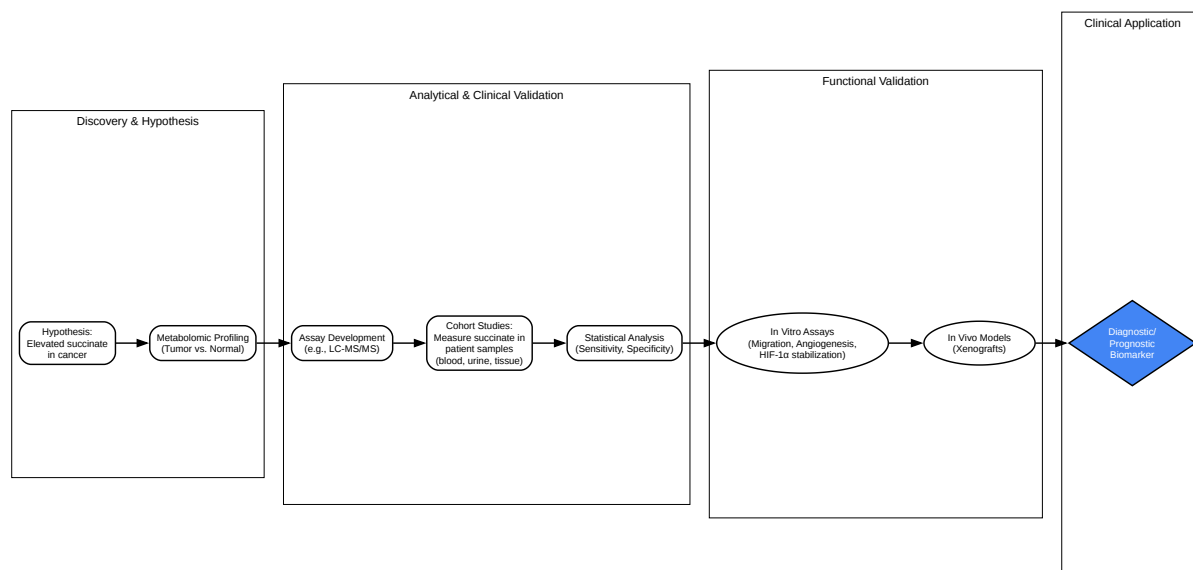 Clinical Application
Functional Validation
Analytical & Clinical Validation
Discovery & Hypothesis
Hypothesis:
Elevated succinate
in cancer
Metabolomic Profiling
(Tumor vs. Normal)
Assay Development
(e.g., LC-MS/MS)
Cohort Studies:
Measure succinate in
patient samples
(blood, urine, tissue)
Statistical Analysis
(Sensitivity, Specificity)
In Vitro Assays
(Migration, Angiogenesis,
HIF-1α stabilization)
In Vivo Models
(Xenografts)
Diagnostic/
Prognostic
Biomarker